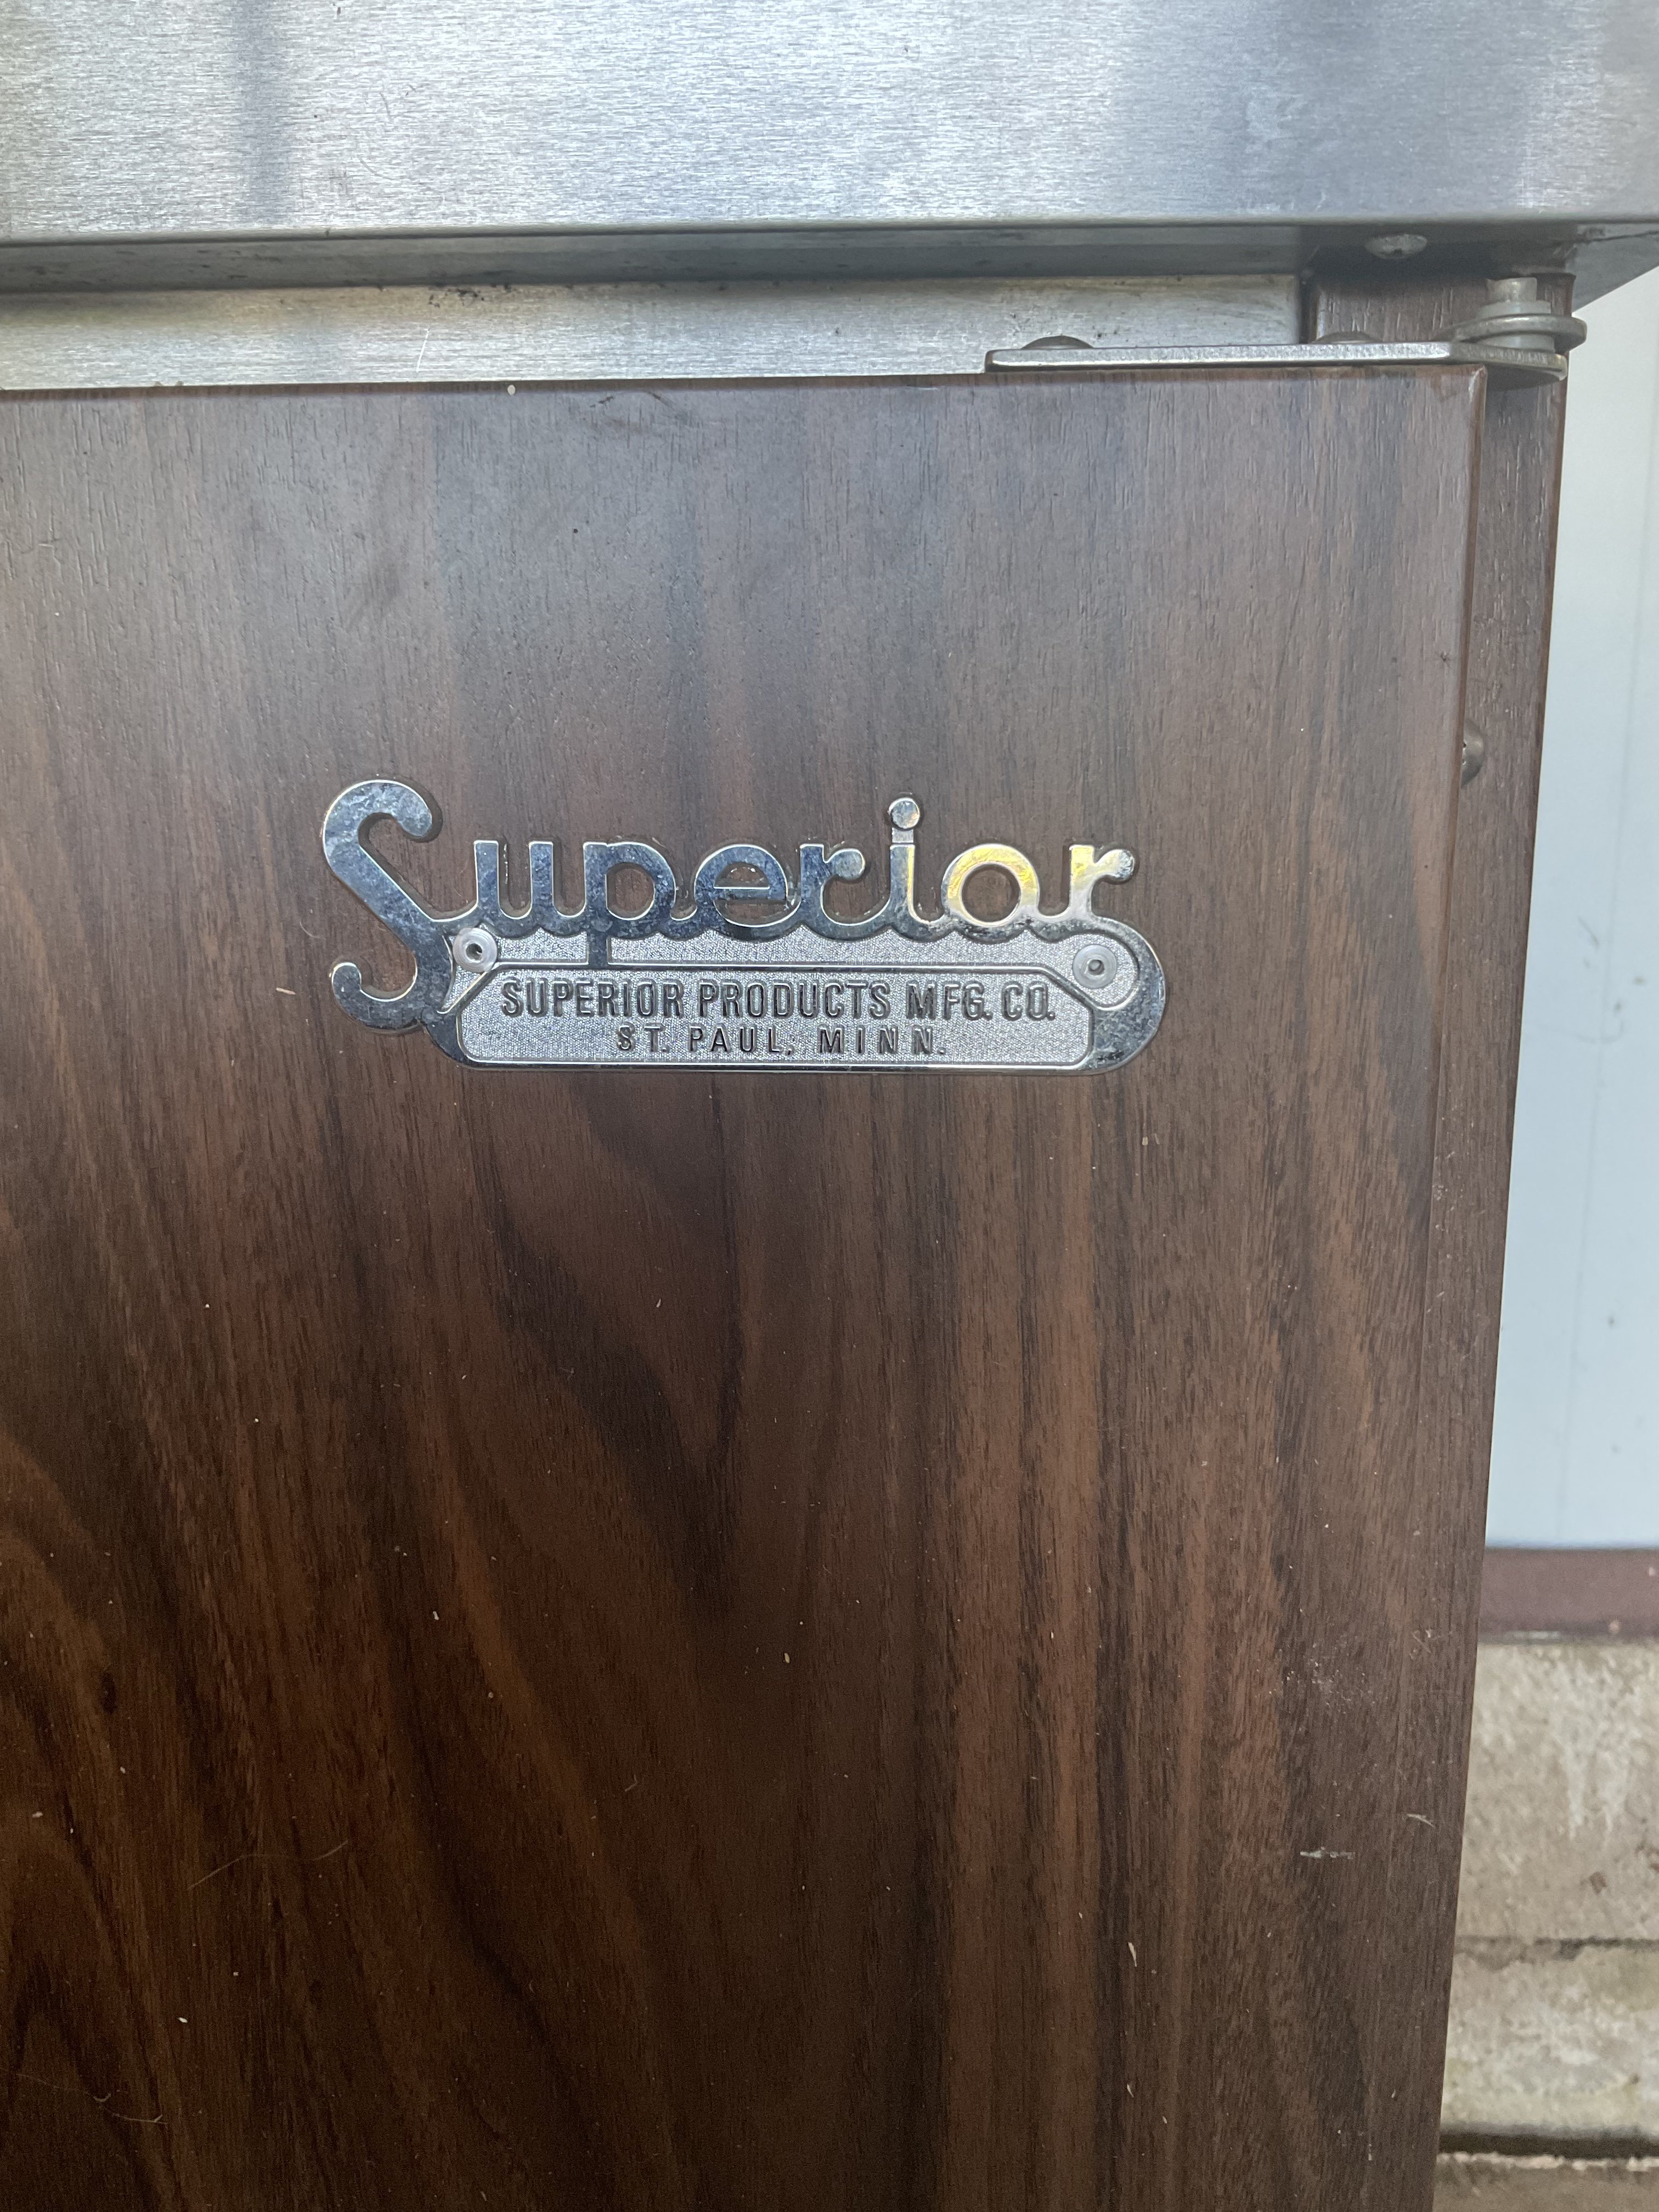 Superior
SUPERIOR PRODUCTS MFG. CO.
ST. PAUL, MINN.